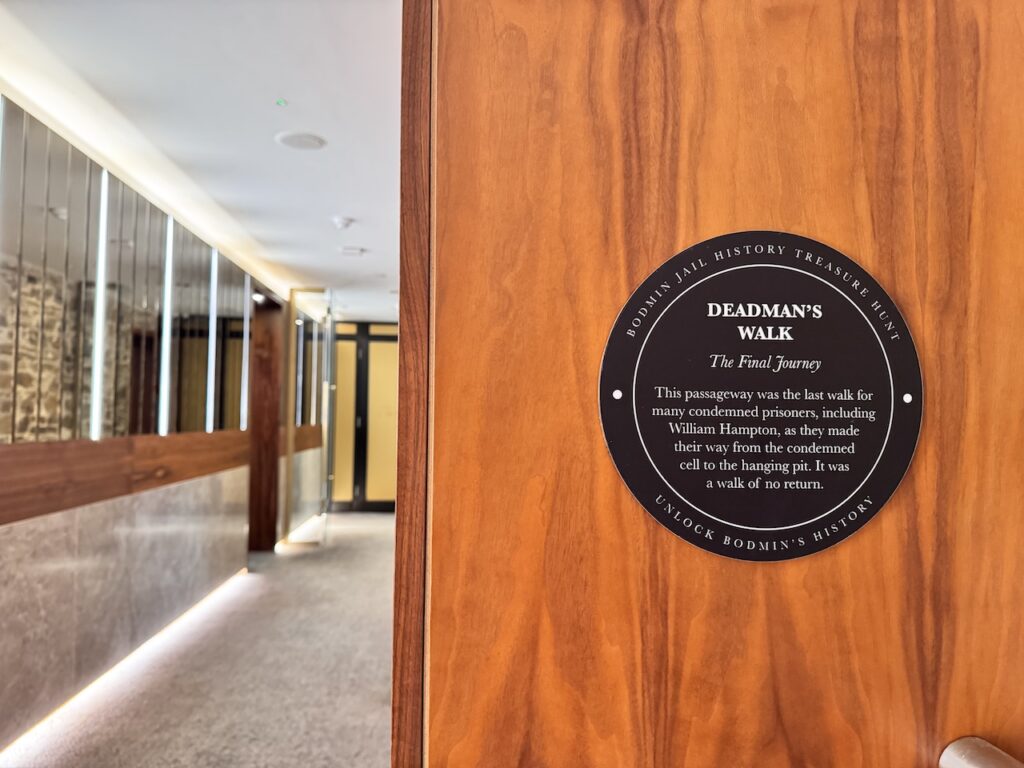 BODMIN JAIL HISTORY TREASURE HUNT
DEADMAN'S
WALK
The Final Journey
This passageway was the last walk for
many condemned prisoners, including
William Hampton, as they made
their way from the condemned
cell to the hanging pit. It was
a walk of no return.
UNLOCK BODMIN'S HISTORY